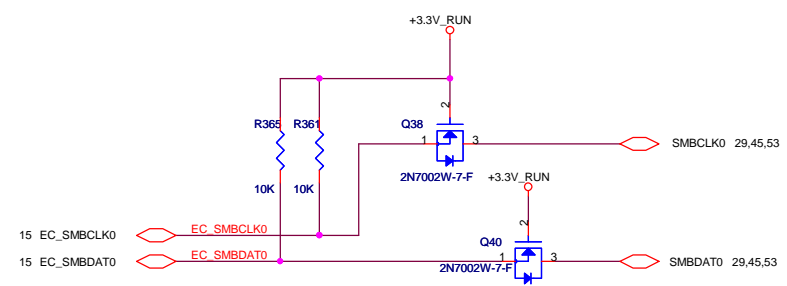 +3.3V_RUN
2
R365 R361 Q38
1 3
SMBCLK0 29,45,53
10K 10K
2N7002W-7-F +3.3V_RUN
2
15 EC_SMBCLK0 EC_SMBCLK0
Q40
15 EC_SMBDAT0 EC_SMBDAT0 1 3 SMBDAT0 29,45,53
2N7002W-7-F